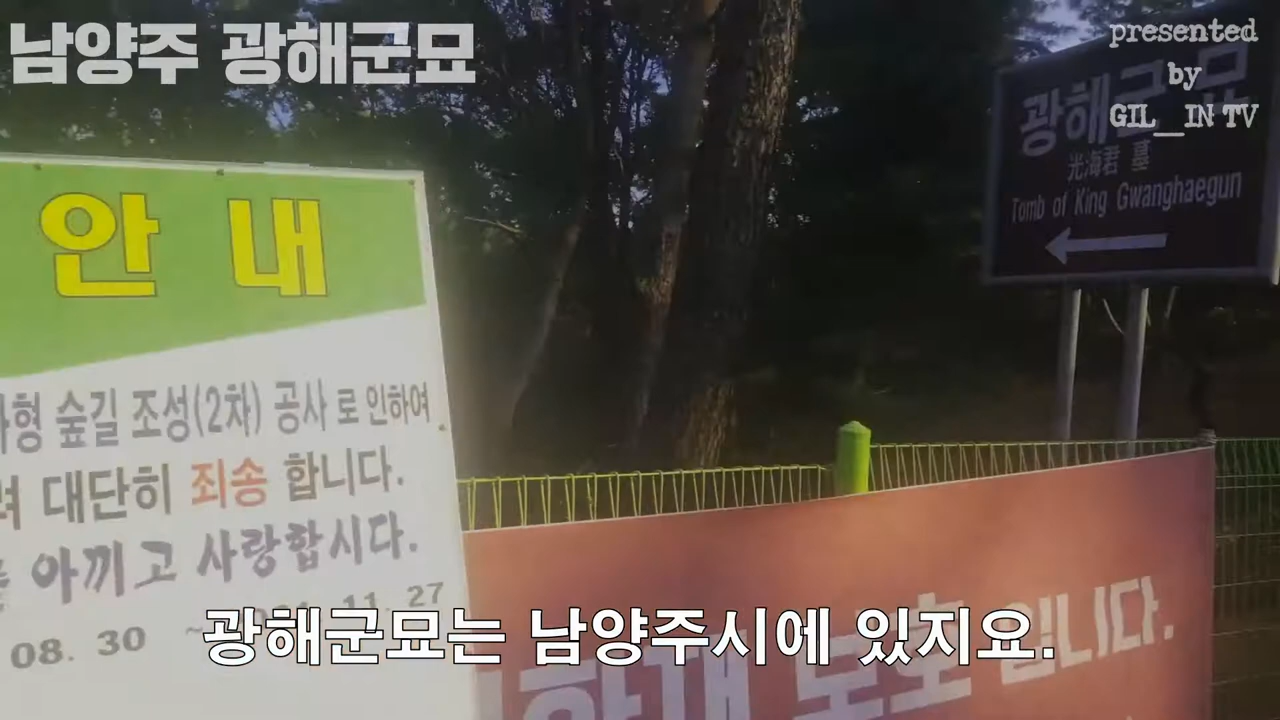 남양주 광해군묘
presented
by
GIL_IN TV
광해군묘
光海君 墓
Tomb of King Gwanghaegun
안내
숲길 조성(2차) 공사로 인하여
대단히 죄송합니다.
아끼고 사랑합시다.
08. 30 ~ 11. 27
입니다.
광해군묘는 남양주시에 있지요.